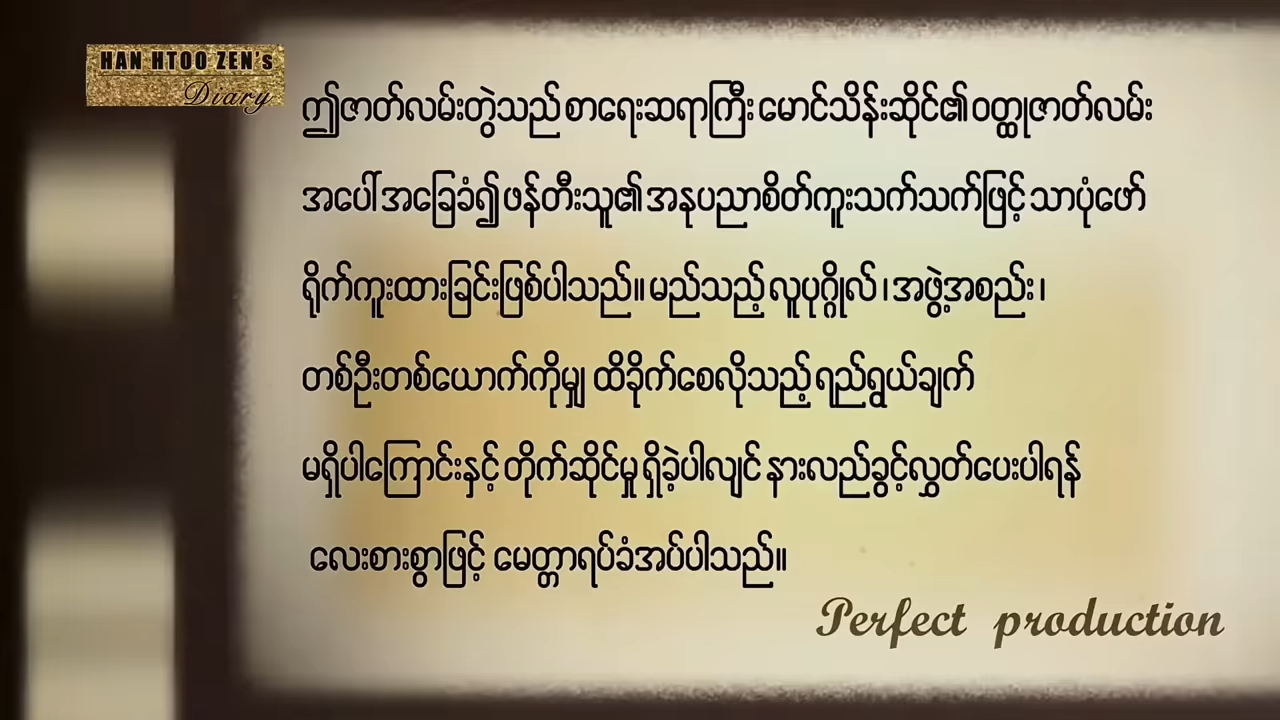 HAN HTOO ZEN's
Diary
ဤဇာတ်လမ်းတွဲသည် စာရေးဆရာကြီး မောင်သိန်းဆိုင်၏ ဝတ္ထုဇာတ်လမ်း
အပေါ် အခြေခံ၍ ဖန်တီးသူ၏ အနုပညာစိတ်ကူးသက်သက်ဖြင့် သာပုံဖော်
ရိုက်ကူးထားခြင်းဖြစ်ပါသည်။ မည်သည့် လူပုဂ္ဂိုလ် ၊ အဖွဲ့အစည်း ၊
တစ်ဦးတစ်ယောက်ကိုမျှ ထိခိုက်စေလိုသည့် ရည်ရွယ်ချက်
မရှိပါကြောင်းနှင့် တိုက်ဆိုင်မှု ရှိခဲ့ပါလျင် နားလည်ခွင့်လွှတ်ပေးပါရန်
လေးစားစွာဖြင့် မေတ္တာရပ်ခံအပ်ပါသည်။
Perfect production